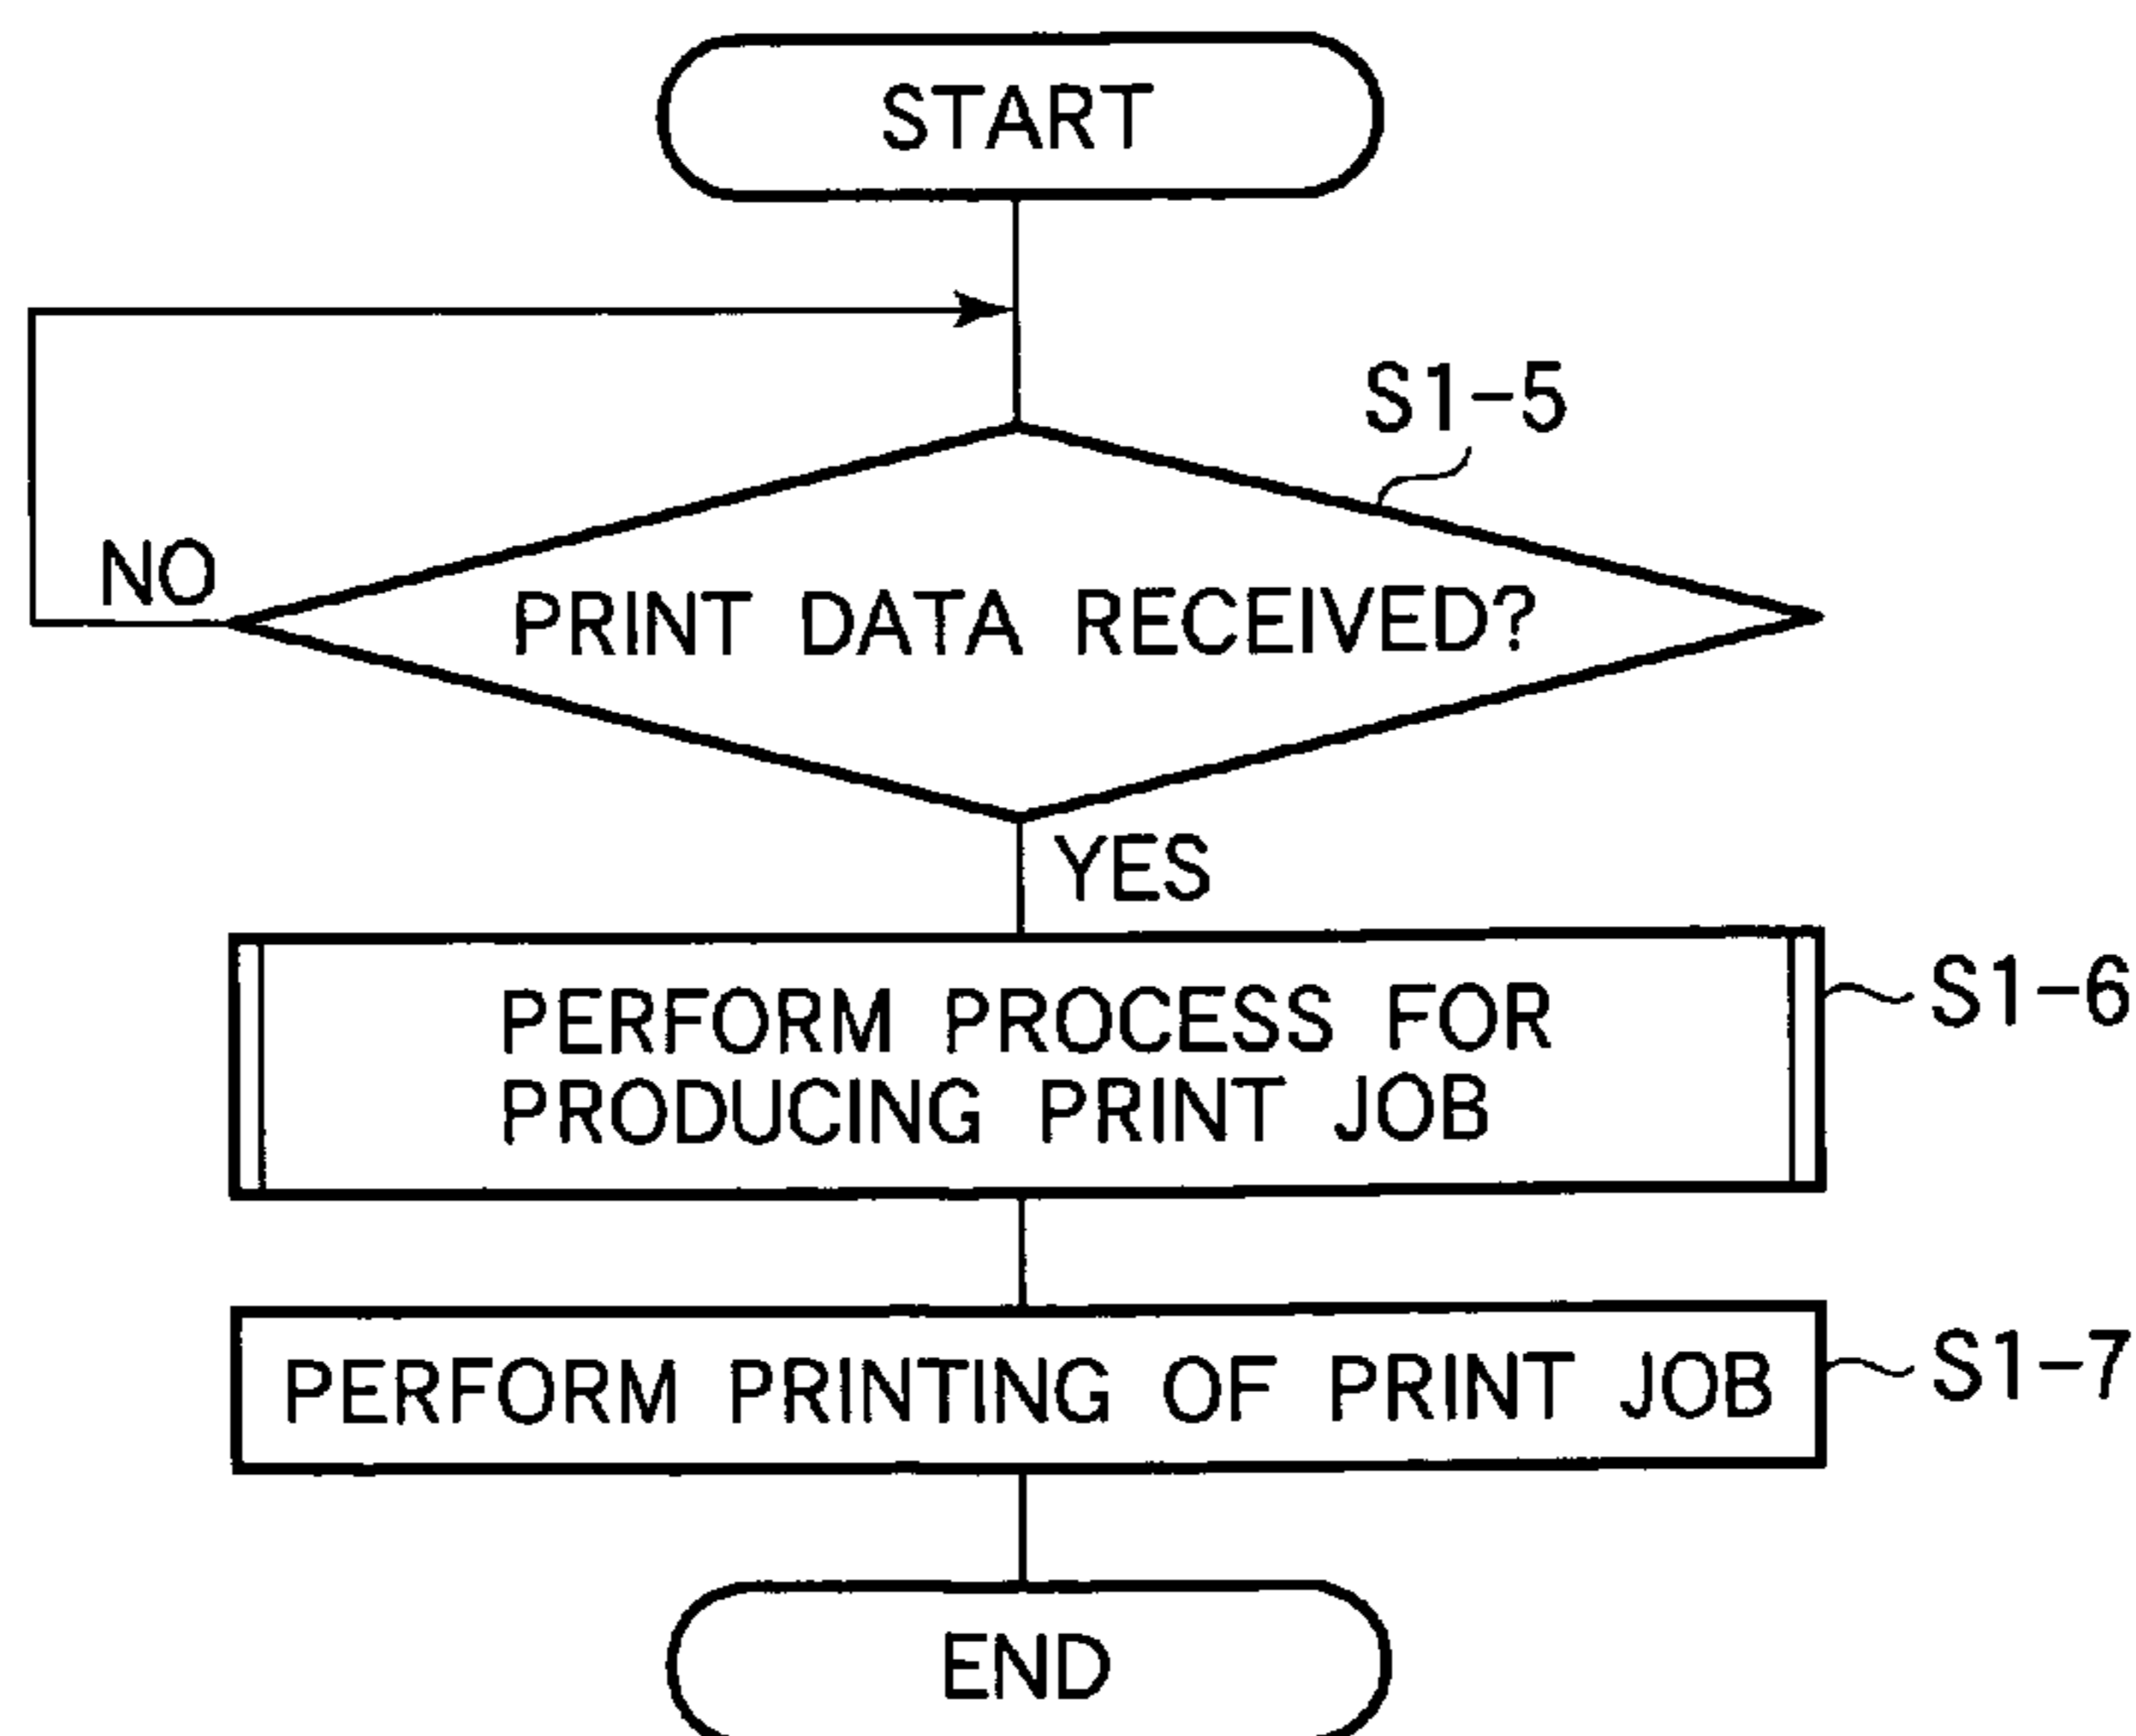 START
S1-5
NO
PRINT DATA RECEIVED?
YES
PERFORM PROCESS FOR
PRODUCING PRINT JOB
S1-6
PERFORM PRINTING OF PRINT JOB
S1-7
END